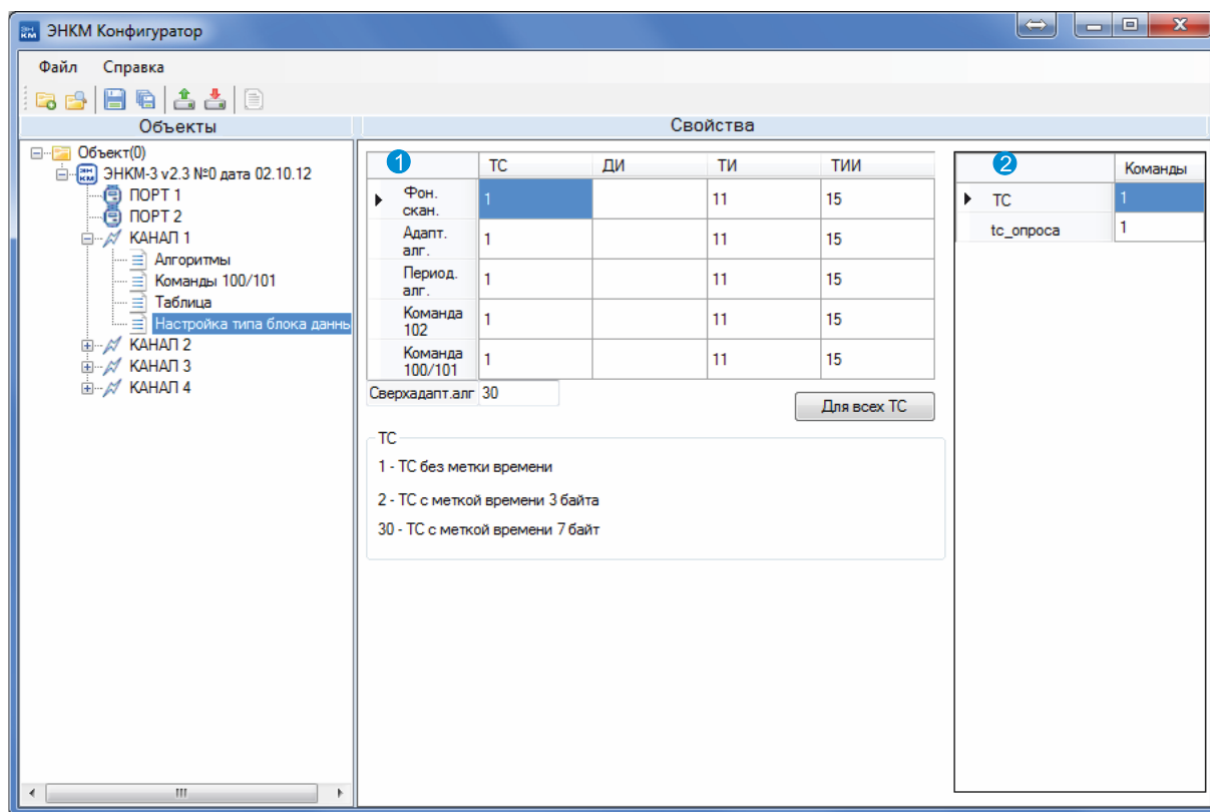 ЭНКМ Конфигуратор
Файл Справка
Объекты Свойства
Объект(0)
ЭНКМ-3 v2.3 №0 дата 02.10.12
ПОРТ 1
ПОРТ 2
КАНАЛ 1
Алгоритмы
Команды 100/101
Таблица
Настройка типа блока данны
КАНАЛ 2
КАНАЛ 3
КАНАЛ 4
1 ТС ДИ ТИ ТИИ
Фон. скан. 1 11 15
Адапт. алг. 1 11 15
Период. алг. 1 11 15
Команда 102 1 11 15
Команда 100/101 1 11 15
Сверхадапт.алг 30
Для всех ТС
ТС
1 - ТС без метки времени
2 - ТС с меткой времени 3 байта
30 - ТС с меткой времени 7 байт
2 Команды
ТС 1
tc_опроса 1